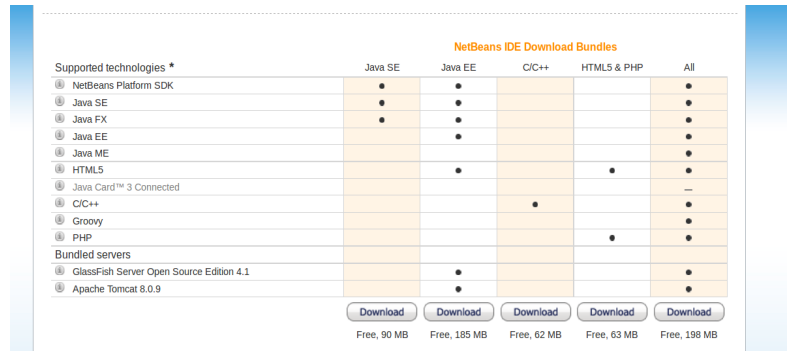 NetBeans IDE Download Bundles
Supported technologies * Java SE Java EE C/C++ HTML5 & PHP All
NetBeans Platform SDK • • •
Java SE • • •
Java FX • • •
Java EE • •
Java ME •
HTML5 • • •
Java Card™ 3 Connected —
C/C++ • •
Groovy •
PHP • •
Bundled servers
GlassFish Server Open Source Edition 4.1 • •
Apache Tomcat 8.0.9 • •
Download Download Download Download Download
Free, 90 MB Free, 185 MB Free, 62 MB Free, 63 MB Free, 198 MB